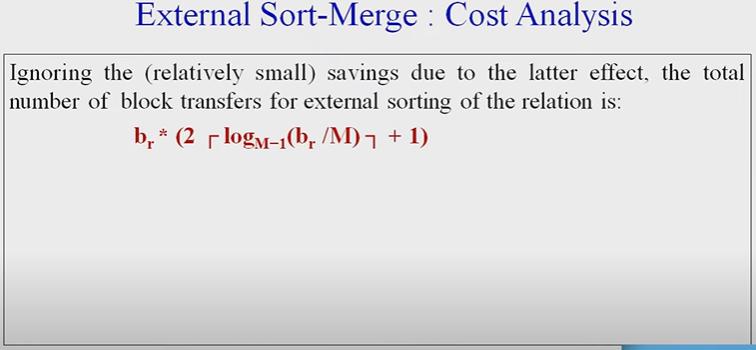 External Sort-Merge : Cost Analysis
Ignoring the (relatively small) savings due to the latter effect, the total
number of block transfers for external sorting of the relation is:
bᵣ * (2 ┌ log_M−1(bᵣ /M) ┐ + 1)